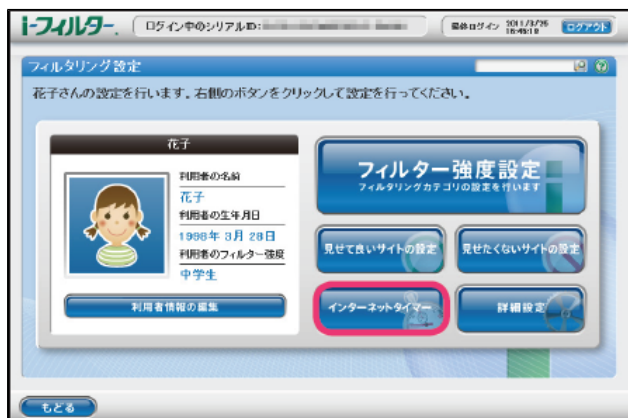 i-フィルター. ログイン中のシリアルID: 最終ログイン 2011/3/25 16:45:18 ログアウト
フィルタリング設定
花子さんの設定を行います。右側のボタンをクリックして設定を行ってください。
花子
利用者の名前
花子
利用者の生年月日
1998年 3月 28日
利用者のフィルター強度
中学生
利用者情報の編集
フィルター強度設定
フィルタリングカテゴリの設定を行います
見せて良いサイトの設定 見せたくないサイトの設定
インターネットタイマー 詳細設定
もどる